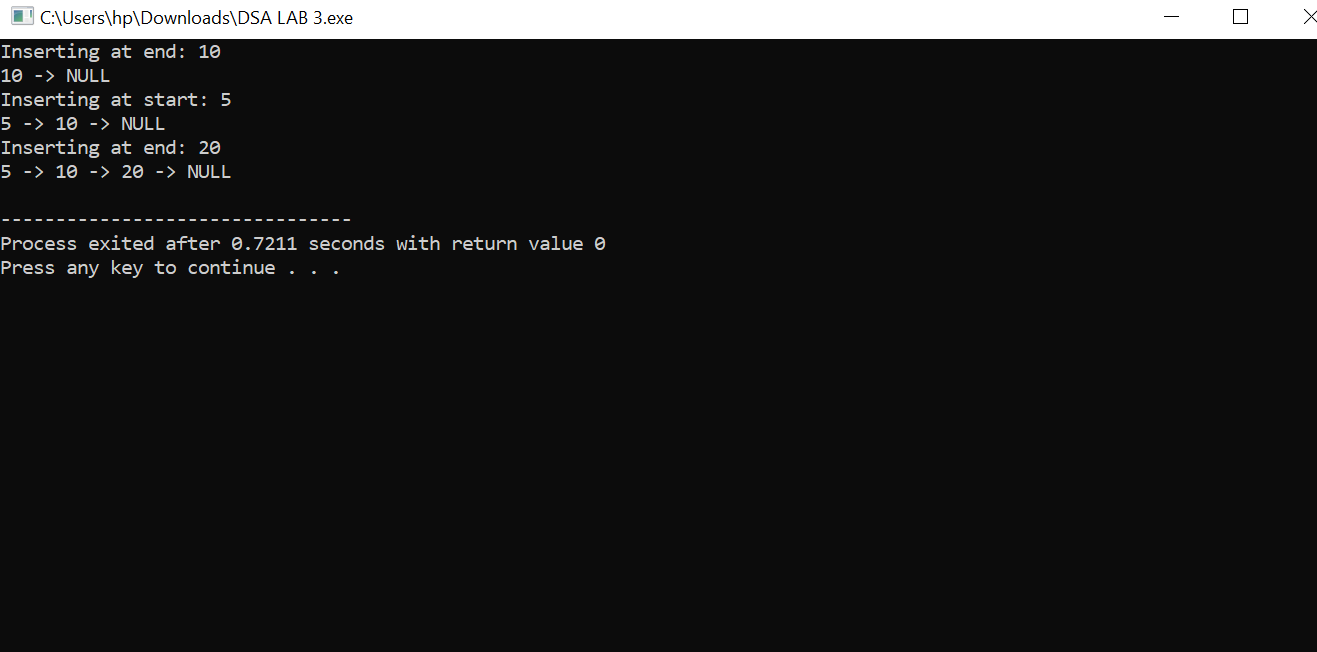 C:\Users\hp\Downloads\DSA LAB 3.exe
Inserting at end: 10
10 -> NULL
Inserting at start: 5
5 -> 10 -> NULL
Inserting at end: 20
5 -> 10 -> 20 -> NULL
--------------------------------
Process exited after 0.7211 seconds with return value 0
Press any key to continue . . .